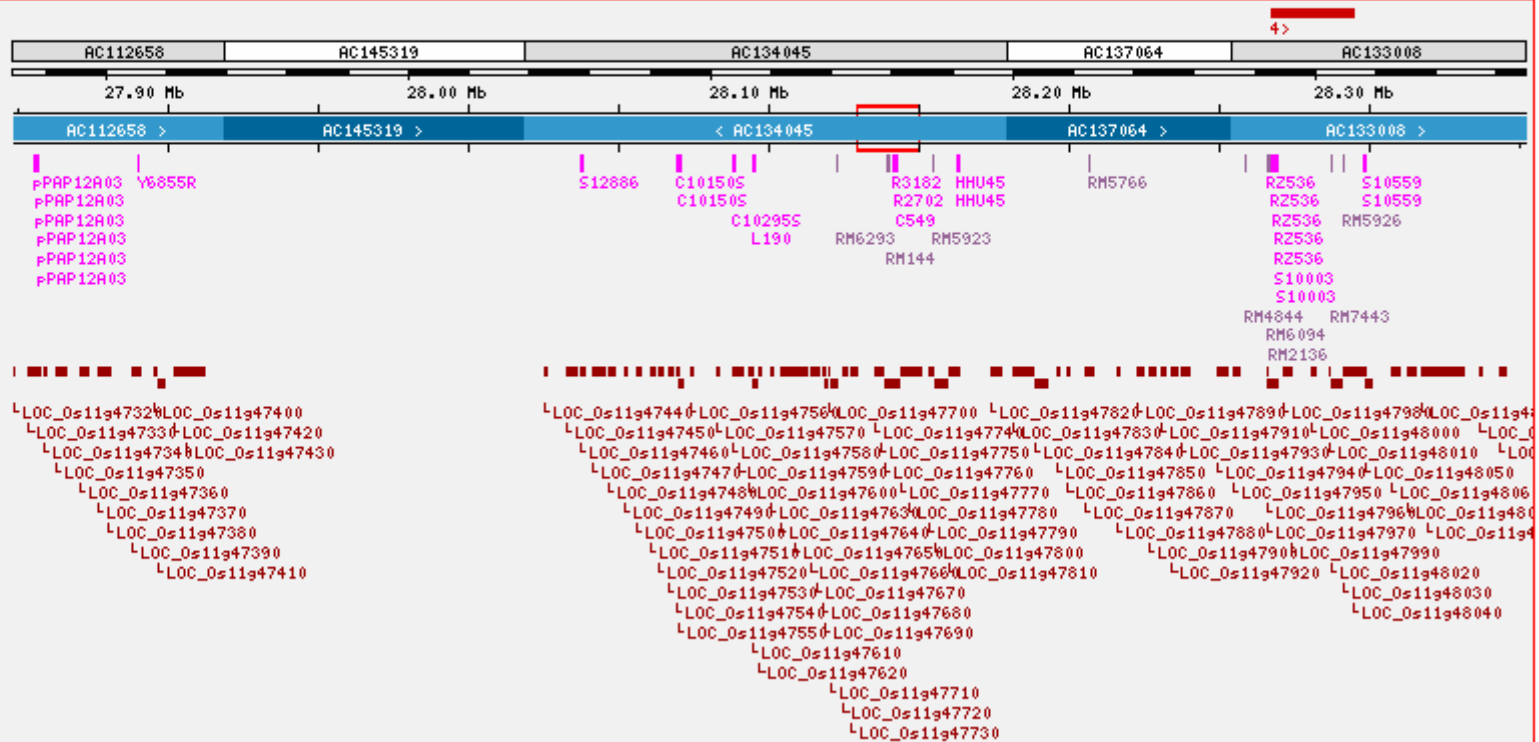 4>
AC112658 AC145319 AC134045 AC137064 AC133008
27.90 Mb 28.00 Mb 28.10 Mb 28.20 Mb 28.30 Mb
AC112658 > AC145319 > < AC134045 AC137064 > AC133008 >
pPAP12A03 Y6855R S12886 C10150S R3182 HHU45 RM5766 RZ536 S10559
pPAP12A03 C10150S R2702 HHU45 RZ536 S10559
pPAP12A03 C10295S C549 RZ536 RM5926
pPAP12A03 L190 RM6293 RM5923 RZ536
pPAP12A03 RM144 RZ536
pPAP12A03 S10003
S10003
RM4844 RM7443
RM6094
RM2136
LOC_Os11g47320 LOC_Os11g47400 LOC_Os11g47440 LOC_Os11g47560 LOC_Os11g47700 LOC_Os11g47820 LOC_Os11g47890 LOC_Os11g47980
LOC_Os11g47330 LOC_Os11g47420 LOC_Os11g47450 LOC_Os11g47570 LOC_Os11g47740 LOC_Os11g47830 LOC_Os11g47910 LOC_Os11g48000
LOC_Os11g47340 LOC_Os11g47430 LOC_Os11g47460 LOC_Os11g47580 LOC_Os11g47750 LOC_Os11g47840 LOC_Os11g47930 LOC_Os11g48010
LOC_Os11g47350 LOC_Os11g47470 LOC_Os11g47590 LOC_Os11g47760 LOC_Os11g47850 LOC_Os11g47940 LOC_Os11g48050
LOC_Os11g47360 LOC_Os11g47480 LOC_Os11g47600 LOC_Os11g47770 LOC_Os11g47860 LOC_Os11g47950
LOC_Os11g47370 LOC_Os11g47490 LOC_Os11g47630 LOC_Os11g47780 LOC_Os11g47870 LOC_Os11g47960
LOC_Os11g47380 LOC_Os11g47500 LOC_Os11g47640 LOC_Os11g47790 LOC_Os11g47880 LOC_Os11g47970
LOC_Os11g47390 LOC_Os11g47510 LOC_Os11g47650 LOC_Os11g47800 LOC_Os11g47900 LOC_Os11g47990
LOC_Os11g47410 LOC_Os11g47520 LOC_Os11g47660 LOC_Os11g47810 LOC_Os11g47920 LOC_Os11g48020
LOC_Os11g47530 LOC_Os11g47670 LOC_Os11g48030
LOC_Os11g47540 LOC_Os11g47680 LOC_Os11g48040
LOC_Os11g47550 LOC_Os11g47690
LOC_Os11g47610
LOC_Os11g47620
LOC_Os11g47710
LOC_Os11g47720
LOC_Os11g47730